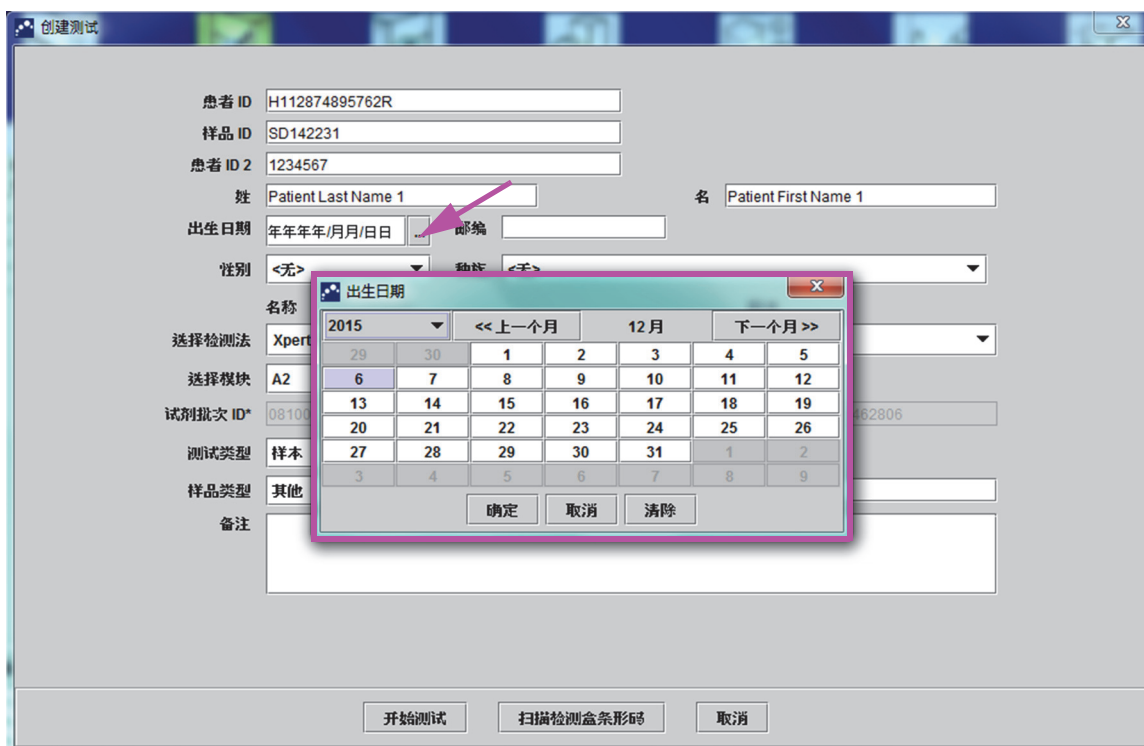 创建测试
患者 ID H112874895762R
样品 ID SD142231
患者 ID 2 1234567
姓 Patient Last Name 1 名 Patient First Name 1
出生日期 年年年年/月月/日日 ... 邮编
性别 <无> 种族 <无>
名称
选择检测法 Xpert
选择模块 A2
试剂批次 ID* 08100 462806
测试类型 样本
样品类型 其他
备注
出生日期
2015 <<上一个月 12月 下一个月>>
29 30 1 2 3 4 5
6 7 8 9 10 11 12
13 14 15 16 17 18 19
20 21 22 23 24 25 26
27 28 29 30 31 1 2
3 4 5 6 7 8 9
确定 取消 清除
开始测试 扫描检测盒条形码 取消